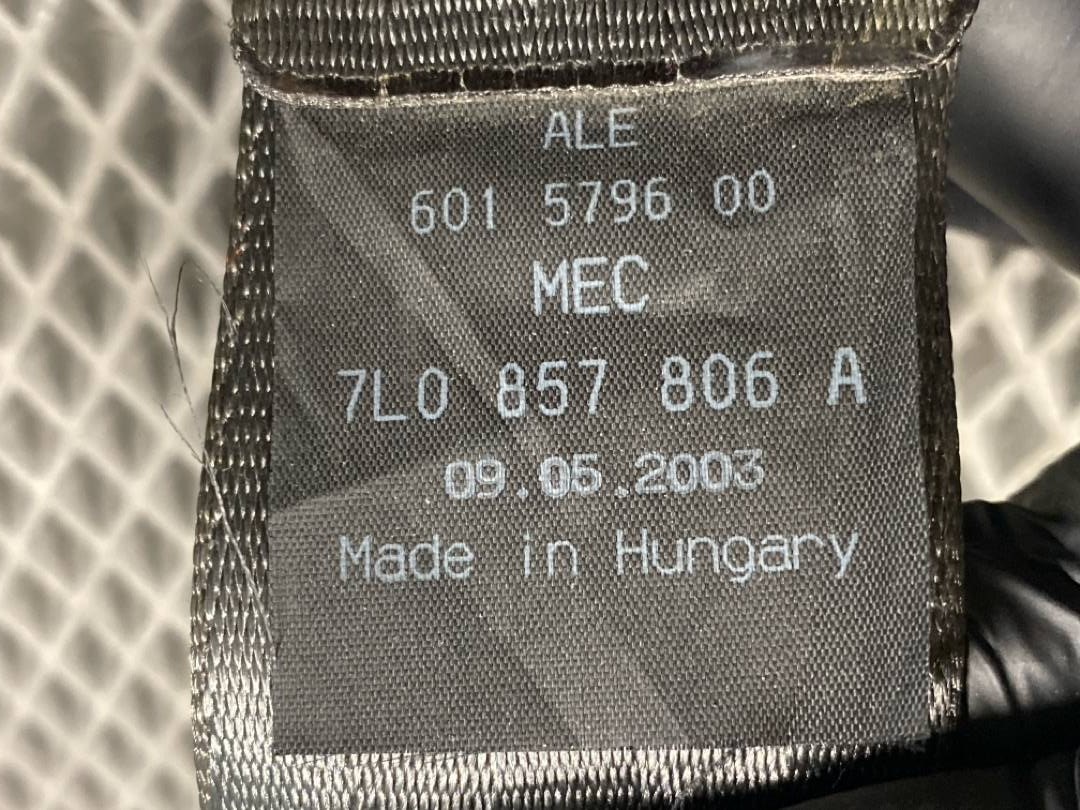 ALE
601 5796 00
MEC
7L0 857 806 A
09.05.2003
Made in Hungary